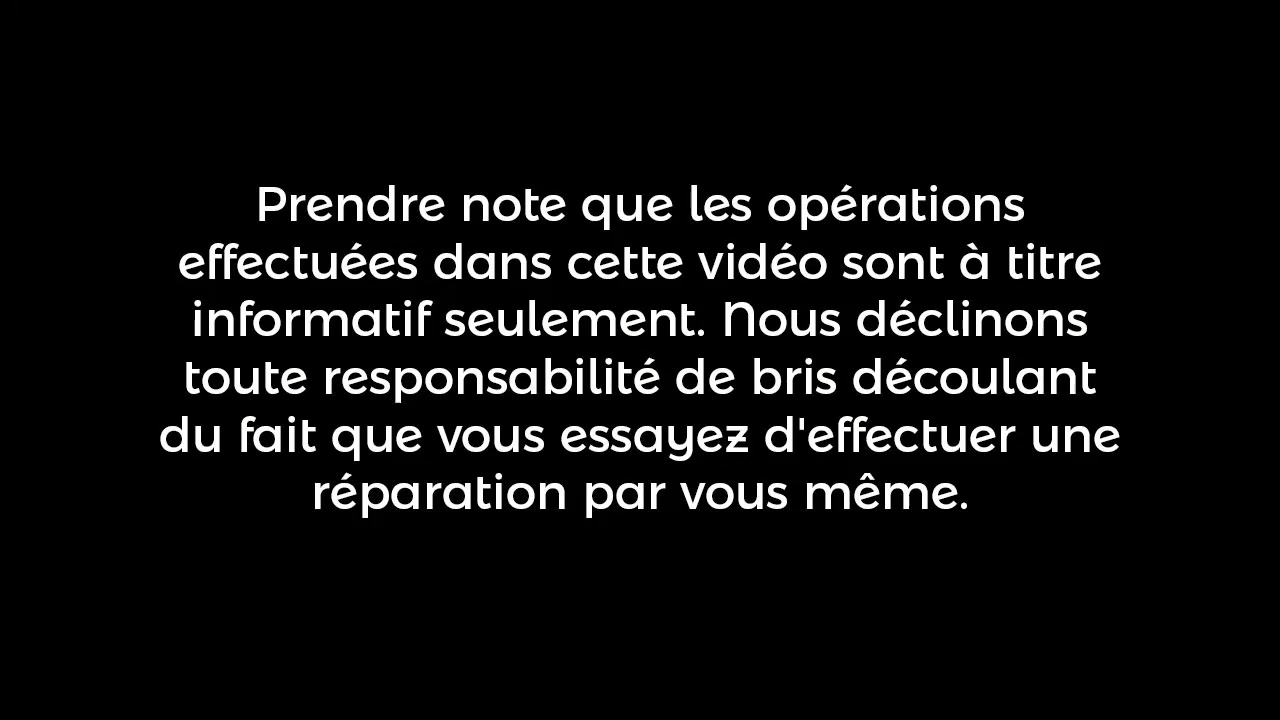 Prendre note que les opérations
effectuées dans cette vidéo sont à titre
informatif seulement. Nous déclinons
toute responsabilité de bris découlant
du fait que vous essayez d'effectuer une
réparation par vous même.